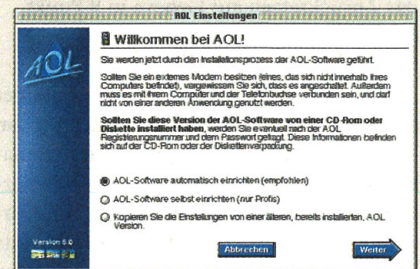 AOL Einstellungen
Willkommen bei AOL!
AOL
Sie werden jetzt durch den Installationsprozess der AOL-Software geführt.
Sollten Sie ein externes Modem besitzen (eines, das sich nicht innerhalb Ihres
Computers befindet), vergewissern Sie sich, dass es angeschaltet. Außerdem
muss es mit Ihrem Computer und der Telefonbuchse verbunden sein, und darf
nicht von einer anderen Anwendung genutzt werden.
Sollten Sie diese Version der AOL-Software von einer CD-Rom oder
Diskette installiert haben, werden Sie eventuell nach der AOL
Registrierungsnummer und dem Passwort gefragt. Diese Informationen befinden
sich auf der CD-Rom oder der Diskettenverpackung.
AOL-Software automatisch einrichten (empfohlen)
AOL-Software selbst einrichten (nur Profis)
Kopieren Sie die Einstellungen von einer älteren, bereits installierten, AOL
Version.
Version 5.0
Abbrechen
Weiter